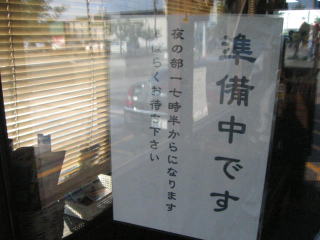 準備中です
夜の部一七時半からになります
しばらくお待ち下さい